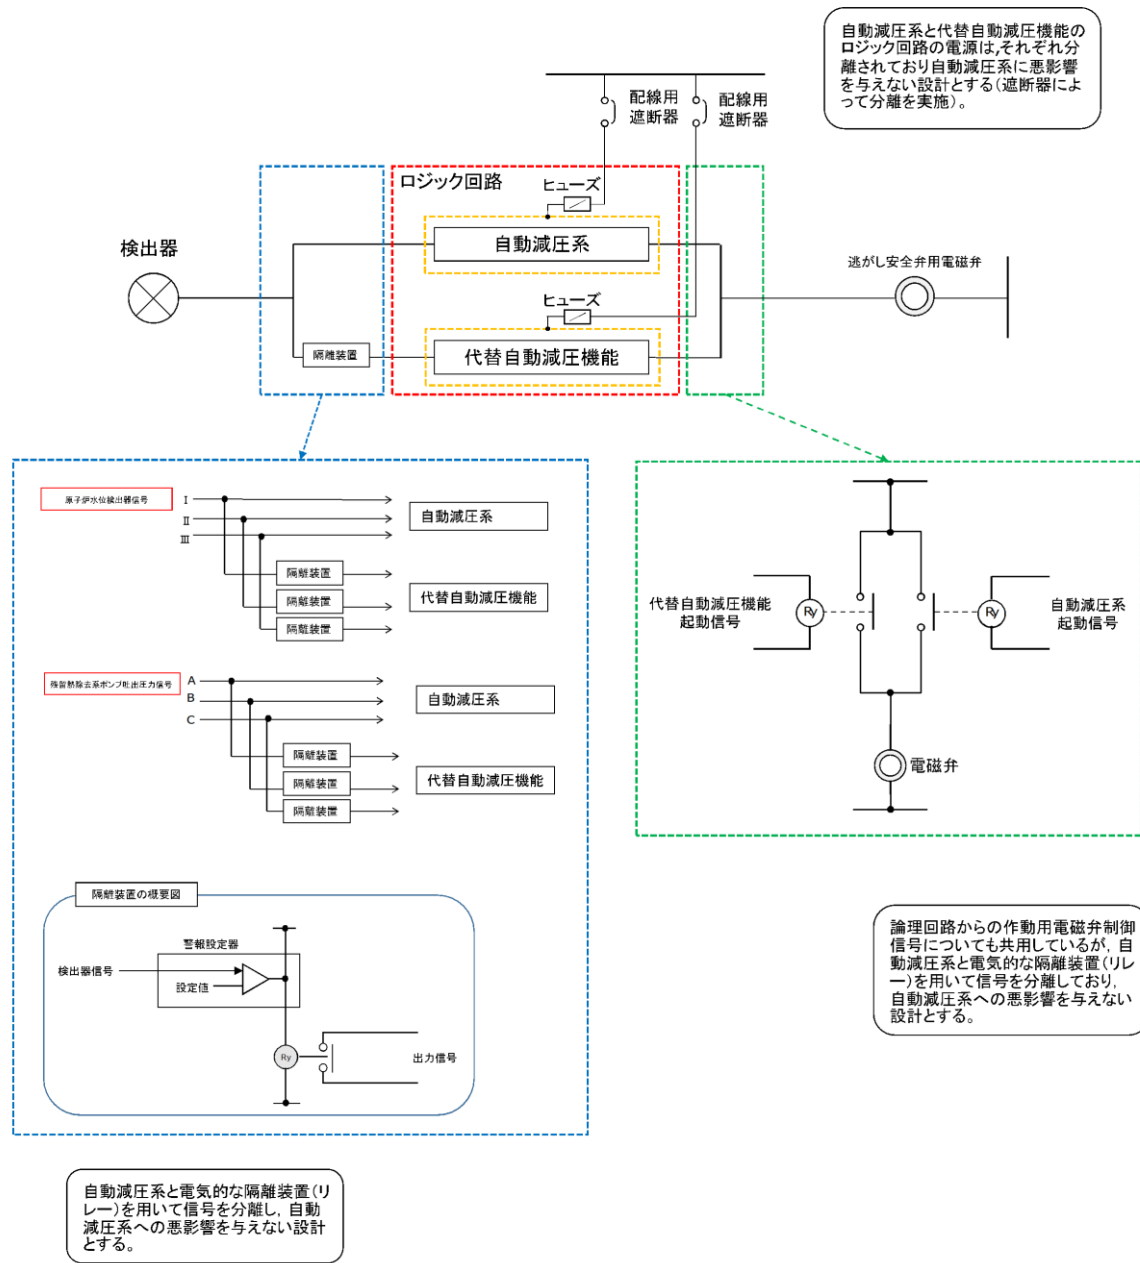 自動減圧系と代替自動減圧機能の
ロジック回路の電源は,それぞれ分
離されており自動減圧系に悪影響
を与えない設計とする(遮断器によ
って分離を実施)。
配線用
遮断器
配線用
遮断器
ロジック回路
ヒューズ
自動減圧系
検出器
逃がし安全弁用電磁弁
ヒューズ
隔離装置
代替自動減圧機能
原子炉水位検出器信号
Ⅰ
Ⅱ
Ⅲ
自動減圧系
隔離装置
隔離装置
隔離装置
代替自動減圧機能
残留熱除去系ポンプ吐出圧力信号
A
B
C
自動減圧系
隔離装置
隔離装置
隔離装置
代替自動減圧機能
隔離装置の概要図
警報設定器
検出器信号
設定値
Ry
出力信号
代替自動減圧機能
起動信号
Ry
Ry
自動減圧系
起動信号
電磁弁
論理回路からの作動用電磁弁制御
信号についても共用しているが,自
動減圧系と電気的な隔離装置(リレ
ー)を用いて信号を分離しており,
自動減圧系への悪影響を与えない
設計とする。
自動減圧系と電気的な隔離装置(リ
レー)を用いて信号を分離し,自動
減圧系への悪影響を与えない設計
とする。